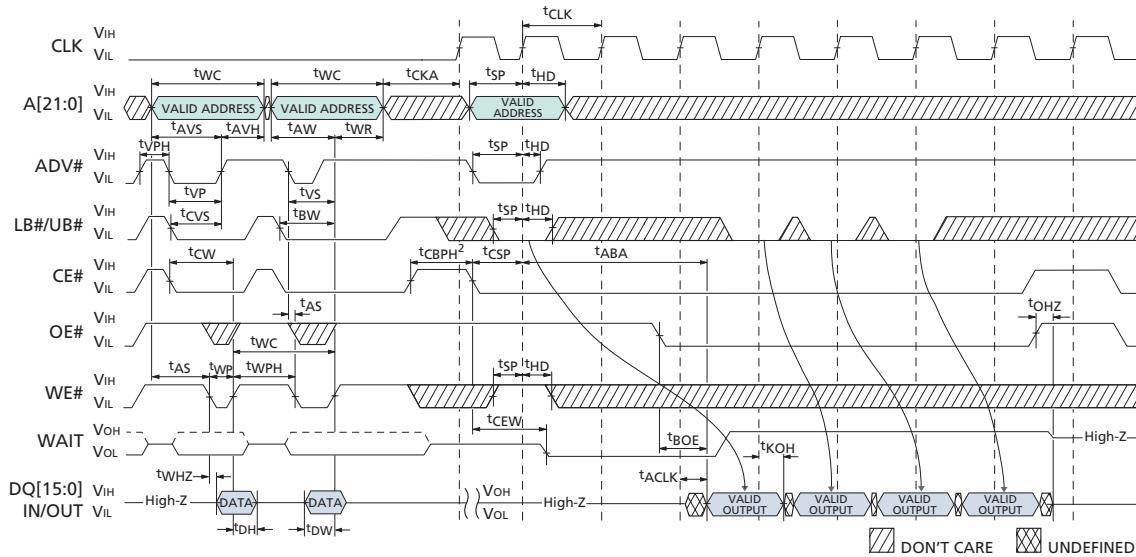 tCLK
CLK VIH
VIL
tWC tWC tCKA tSP tHD
A[21:0] VIH
VIL
VALID ADDRESS VALID ADDRESS VALID ADDRESS
tAVS tAVH tAW tWR
tVPH tSP tHD
ADV# VIH
VIL
tVP tVS
tCVS tBW tSP tHD
LB#/UB# VIH
VIL
tCW tCBPH2 tCSP tABA
CE# VIH
VIL
tAS tOHZ
OE# VIH
VIL
tWC
tAS tWP tWPH tSP tHD
WE# VIH
VIL
tCEW
WAIT VOH
VOL
High-Z
tBOE tKOH
tWHZ tACLK
DQ[15:0] IN/OUT VIH
VIL
High-Z DATA DATA VOH
VOL
High-Z VALID OUTPUT VALID OUTPUT VALID OUTPUT VALID OUTPUT
tDH tDW
DON'T CARE UNDEFINED